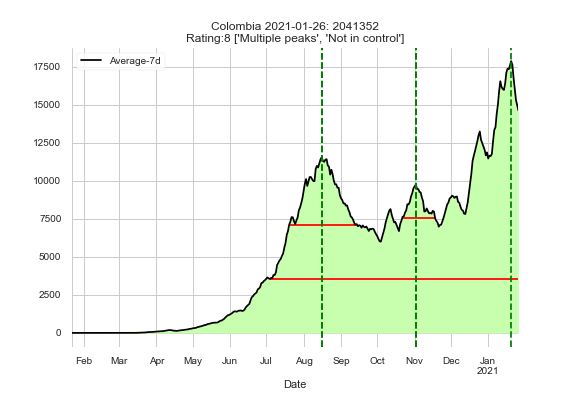 Colombia 2021-01-26: 2041352
Rating:8 ['Multiple peaks', 'Not in control']
Average-7d
17500
15000
12500
10000
7500
5000
2500
0
Feb Mar Apr May Jun Jul Aug Sep Oct Nov Dec Jan
2021
Date